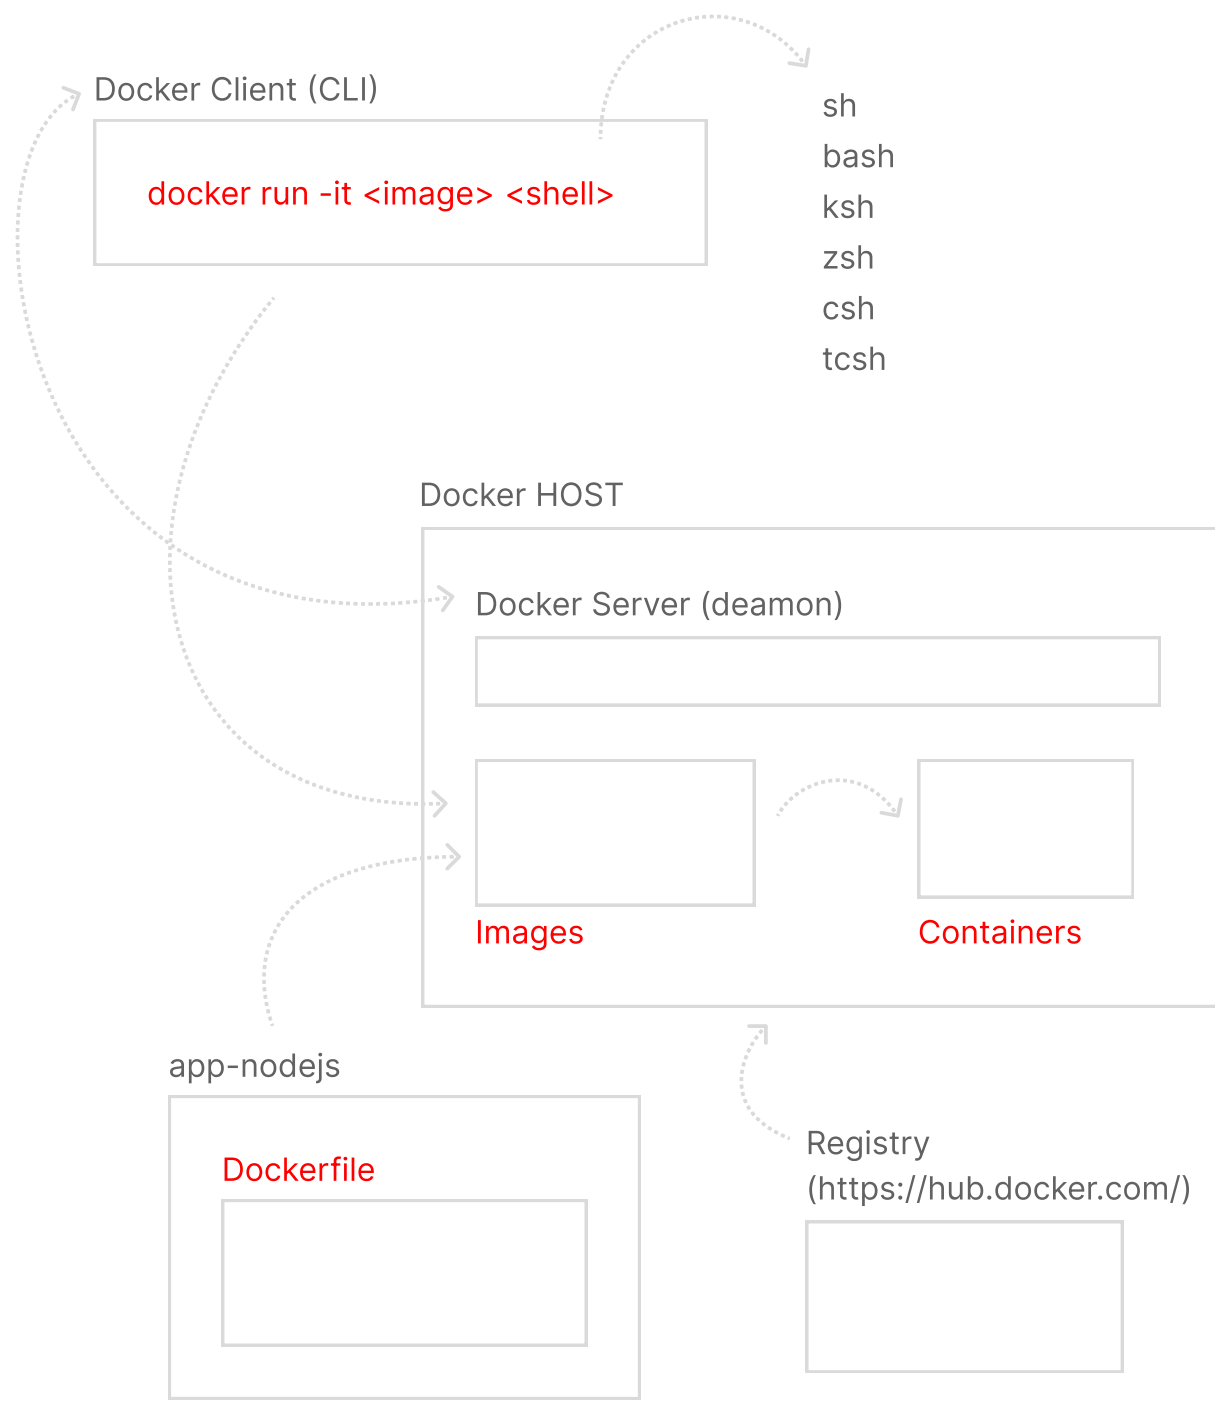 Docker Client (CLI)
docker run -it <image> <shell>
sh
bash
ksh
zsh
csh
tcsh
Docker HOST
Docker Server (deamon)
Images
Containers
app-nodejs
Dockerfile
Registry
(https://hub.docker.com/)